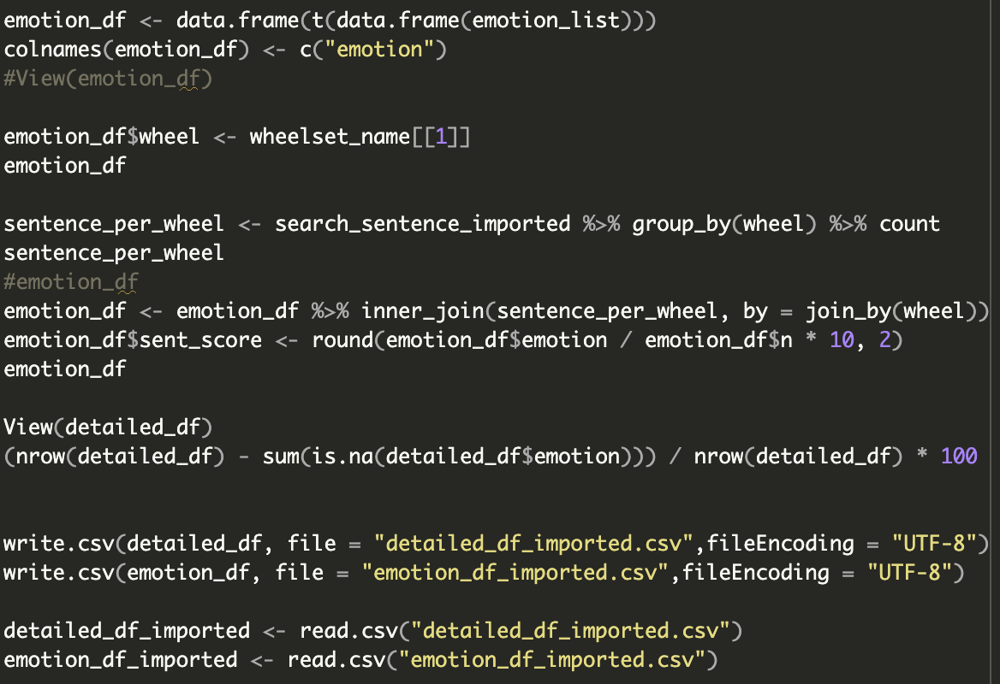 emotion_df <- data.frame(t(data.frame(emotion_list)))
colnames(emotion_df) <- c("emotion")
#View(emotion_df)
emotion_df$wheel <- wheelset_name[[1]]
emotion_df
sentence_per_wheel <- search_sentence_imported %>% group_by(wheel) %>% count
sentence_per_wheel
#emotion_df
emotion_df <- emotion_df %>% inner_join(sentence_per_wheel, by = join_by(wheel))
emotion_df$sent_score <- round(emotion_df$emotion / emotion_df$n * 10, 2)
emotion_df
View(detailed_df)
(nrow(detailed_df) - sum(is.na(detailed_df$emotion))) / nrow(detailed_df) * 100
write.csv(detailed_df, file = "detailed_df_imported.csv",fileEncoding = "UTF-8")
write.csv(emotion_df, file = "emotion_df_imported.csv",fileEncoding = "UTF-8")
detailed_df_imported <- read.csv("detailed_df_imported.csv")
emotion_df_imported <- read.csv("emotion_df_imported.csv")